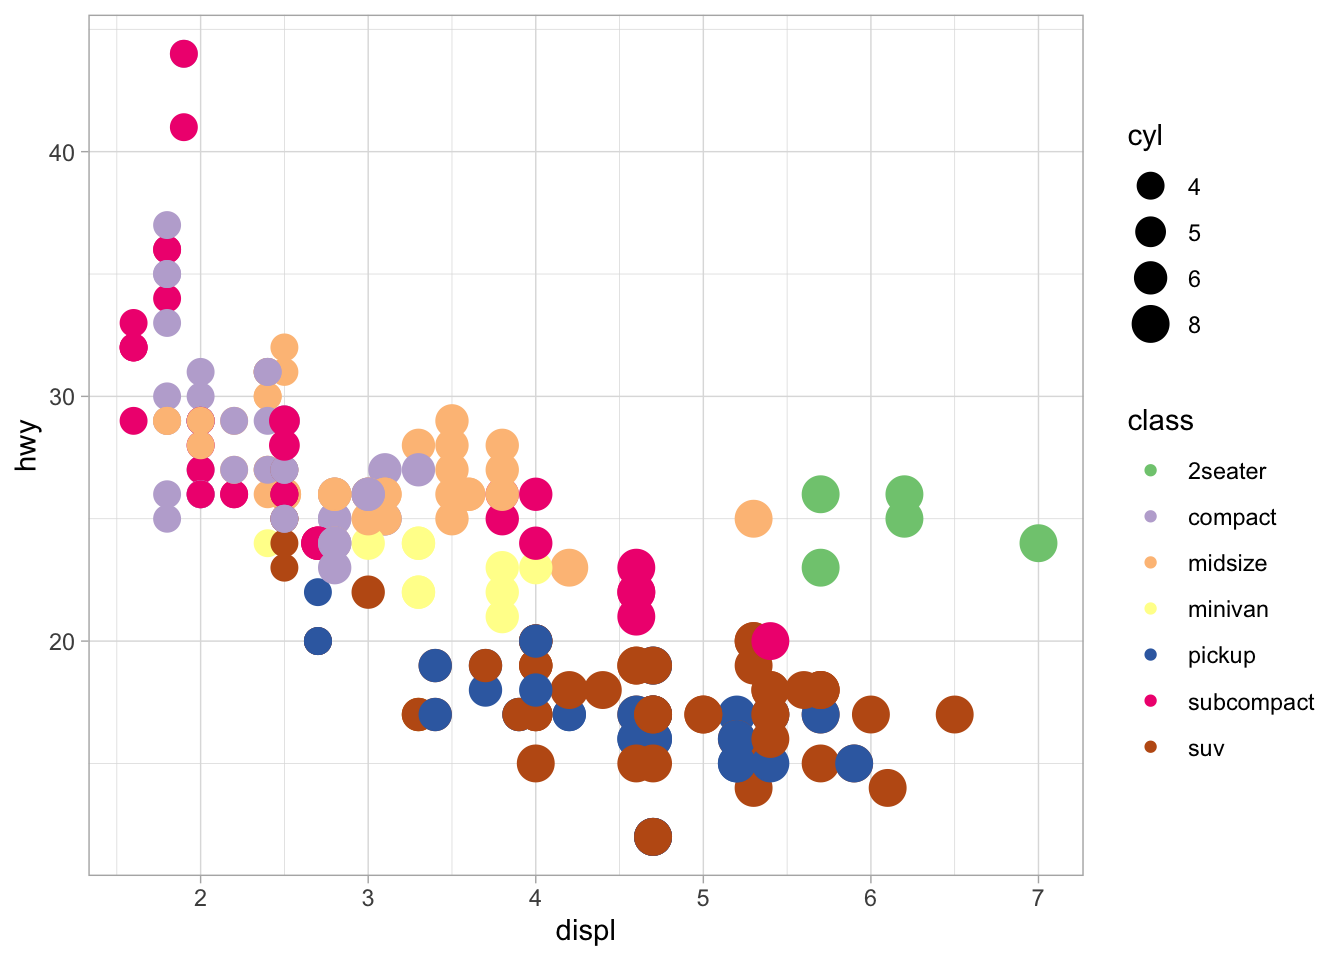 40
30
20
hwy
2 3 4 5 6 7
displ
cyl
4
5
6
8
class
2seater
compact
midsize
minivan
pickup
subcompact
suv